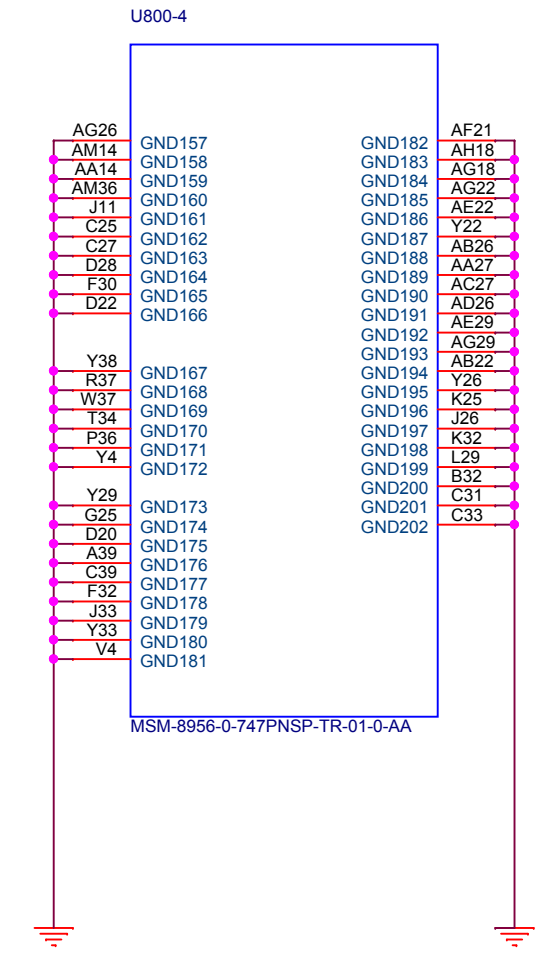 U800-4
AG26 GND157
AM14 GND158
AA14 GND159
AM36 GND160
J11 GND161
C25 GND162
C27 GND163
D28 GND164
F30 GND165
D22 GND166
Y38 GND167
R37 GND168
W37 GND169
T34 GND170
P36 GND171
Y4 GND172
Y29 GND173
G25 GND174
D20 GND175
A39 GND176
C39 GND177
F32 GND178
J33 GND179
Y33 GND180
V4 GND181
GND182 AF21
GND183 AH18
GND184 AG18
GND185 AG22
GND186 AE22
GND187 Y22
GND188 AB26
GND189 AA27
GND190 AC27
GND191 AD26
GND192 AE29
GND193 AG29
GND194 AB22
GND195 Y26
GND196 K25
GND197 J26
GND198 K32
GND199 L29
GND200 B32
GND201 C31
GND202 C33
MSM-8956-0-747PNSP-TR-01-0-AA